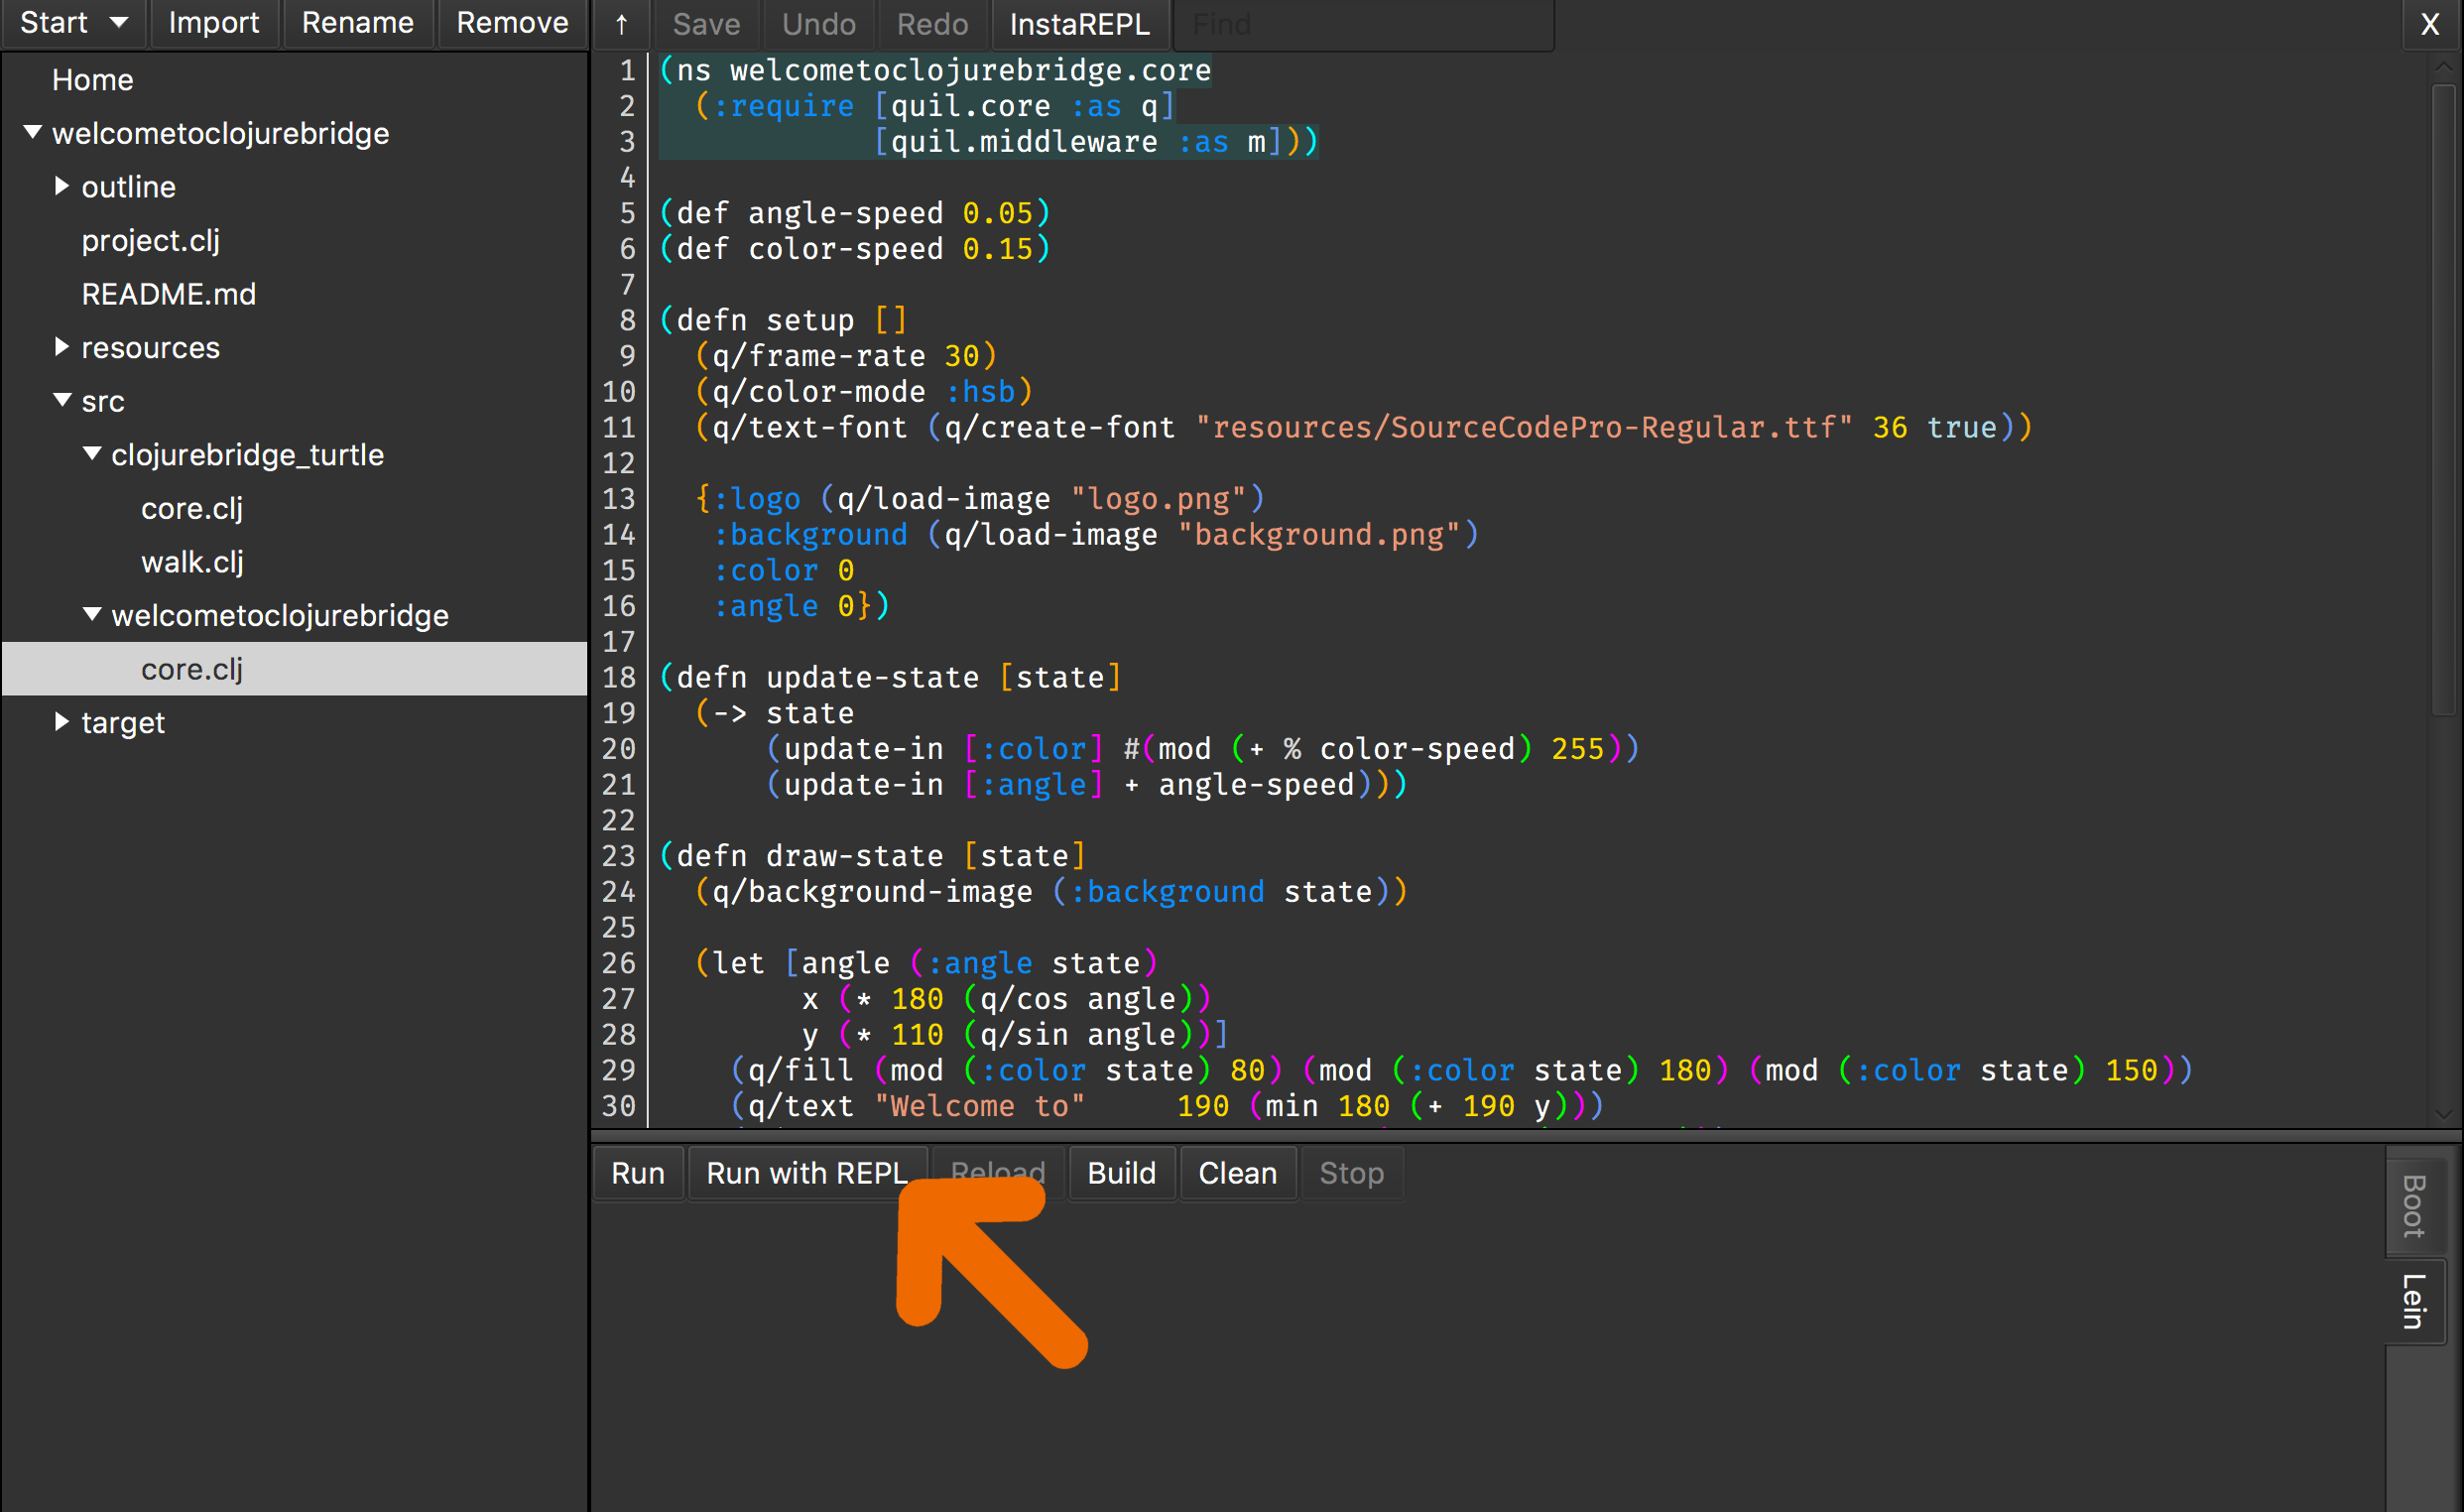 Start Import Rename Remove
↑ Save Undo Redo InstaREPL Find X
Home
welcometoclojurebridge
outline
project.clj
README.md
resources
src
clojurebridge_turtle
core.clj
walk.clj
welcometoclojurebridge
core.clj
target
1 (ns welcometoclojurebridge.core
2   (:require [quil.core :as q]
3             [quil.middleware :as m]))
4
5 (def angle-speed 0.05)
6 (def color-speed 0.15)
7
8 (defn setup []
9   (q/frame-rate 30)
10   (q/color-mode :hsb)
11   (q/text-font (q/create-font "resources/SourceCodePro-Regular.ttf" 36 true))
12
13   {:logo (q/load-image "logo.png")
14    :background (q/load-image "background.png")
15    :color 0
16    :angle 0})
17
18 (defn update-state [state]
19   (-> state
20       (update-in [:color] #(mod (+ % color-speed) 255))
21       (update-in [:angle] + angle-speed)))
22
23 (defn draw-state [state]
24   (q/background-image (:background state))
25
26   (let [angle (:angle state)
27         x (* 180 (q/cos angle))
28         y (* 110 (q/sin angle))]
29     (q/fill (mod (:color state) 80) (mod (:color state) 180) (mod (:color state) 150))
30     (q/text "Welcome to"     190 (min 180 (+ 190 y)))
Run Run with REPL Reload Build Clean Stop
Boot
Lein